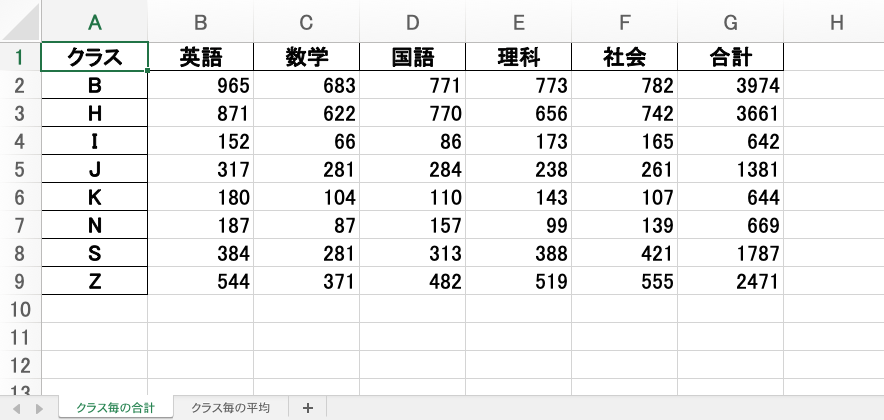 A B C D E F G H
1 クラス 英語 数学 国語 理科 社会 合計
2 B 965 683 771 773 782 3974
3 H 871 622 770 656 742 3661
4 I 152 66 86 173 165 642
5 J 317 281 284 238 261 1381
6 K 180 104 110 143 107 644
7 N 187 87 157 99 139 669
8 S 384 281 313 388 421 1787
9 Z 544 371 482 519 555 2471
10
11
12
13
クラス毎の合計 クラス毎の平均 +